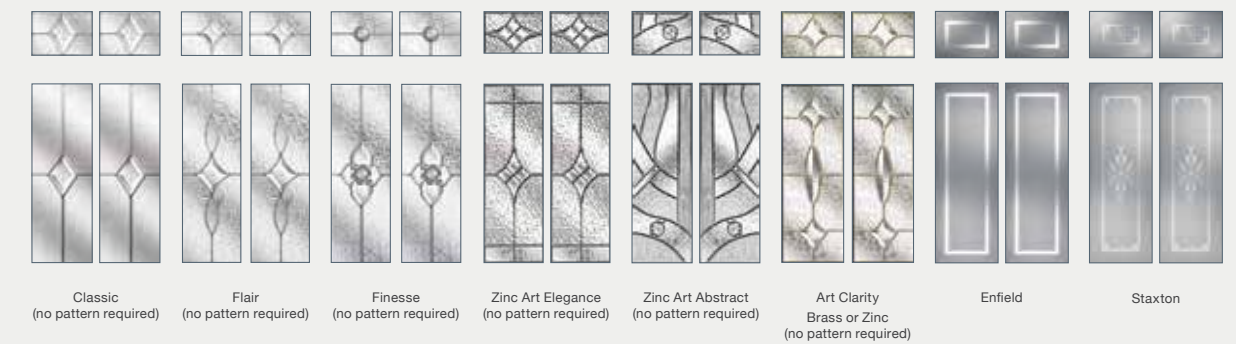 Classic
(no pattern required)
Flair
(no pattern required)
Finesse
(no pattern required)
Zinc Art Elegance
(no pattern required)
Zinc Art Abstract
(no pattern required)
Art Clarity
Brass or Zinc
(no pattern required)
Enfield
Staxton